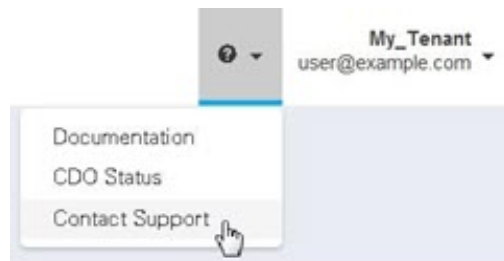 My_Tenant
user@example.com
Documentation
CDO Status
Contact Support